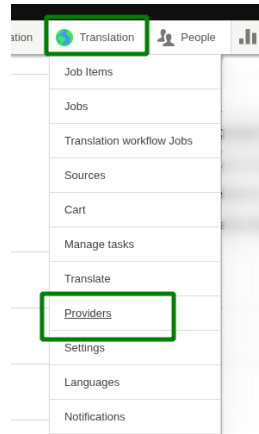 ation Translation People
Job Items
Jobs
Translation workflow Jobs
Sources
Cart
Manage tasks
Translate
Providers
Settings
Languages
Notifications